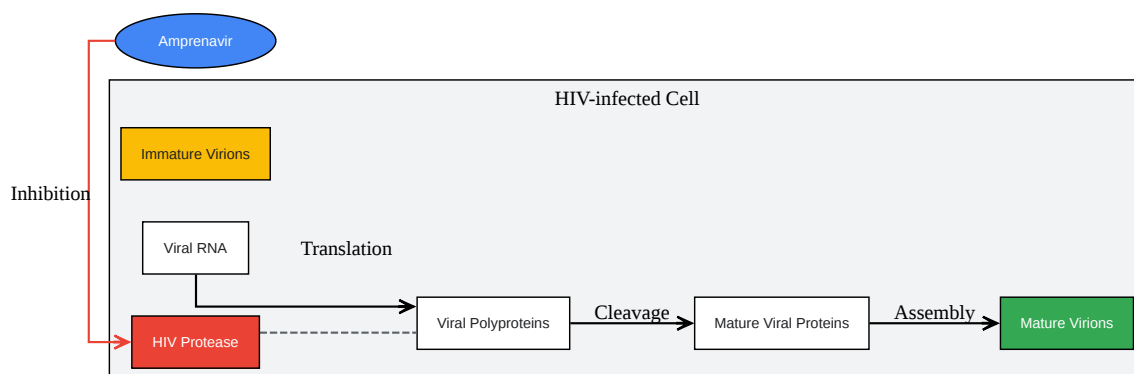 Amprenavir
HIV-infected Cell
Immature Virions
Inhibition
Viral RNA
Translation
Cleavage
Assembly
Viral Polyproteins
Mature Viral Proteins
Mature Virions
HIV Protease